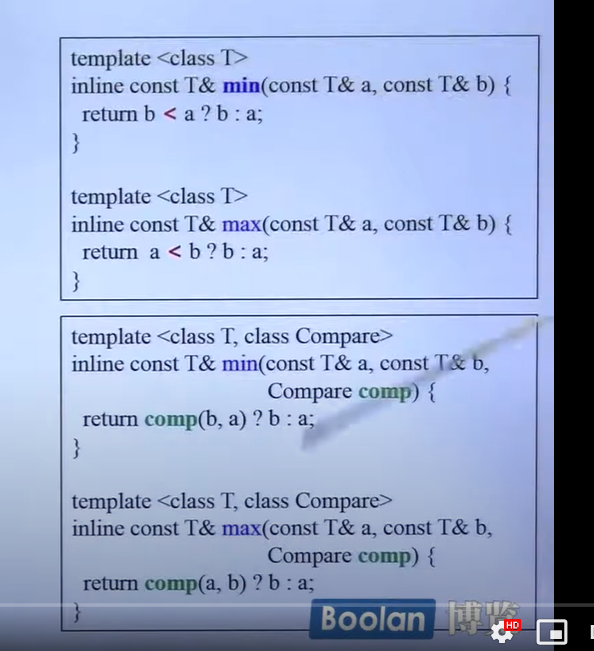 template <class T>
inline const T& min(const T& a, const T& b) {
return b < a ? b : a;
}
template <class T>
inline const T& max(const T& a, const T& b) {
return a < b ? b : a;
}
template <class T, class Compare>
inline const T& min(const T& a, const T& b,
Compare comp) {
return comp(b, a) ? b : a;
}
template <class T, class Compare>
inline const T& max(const T& a, const T& b,
Compare comp) {
return comp(a, b) ? b : a;
}
Boolan 博览
HD